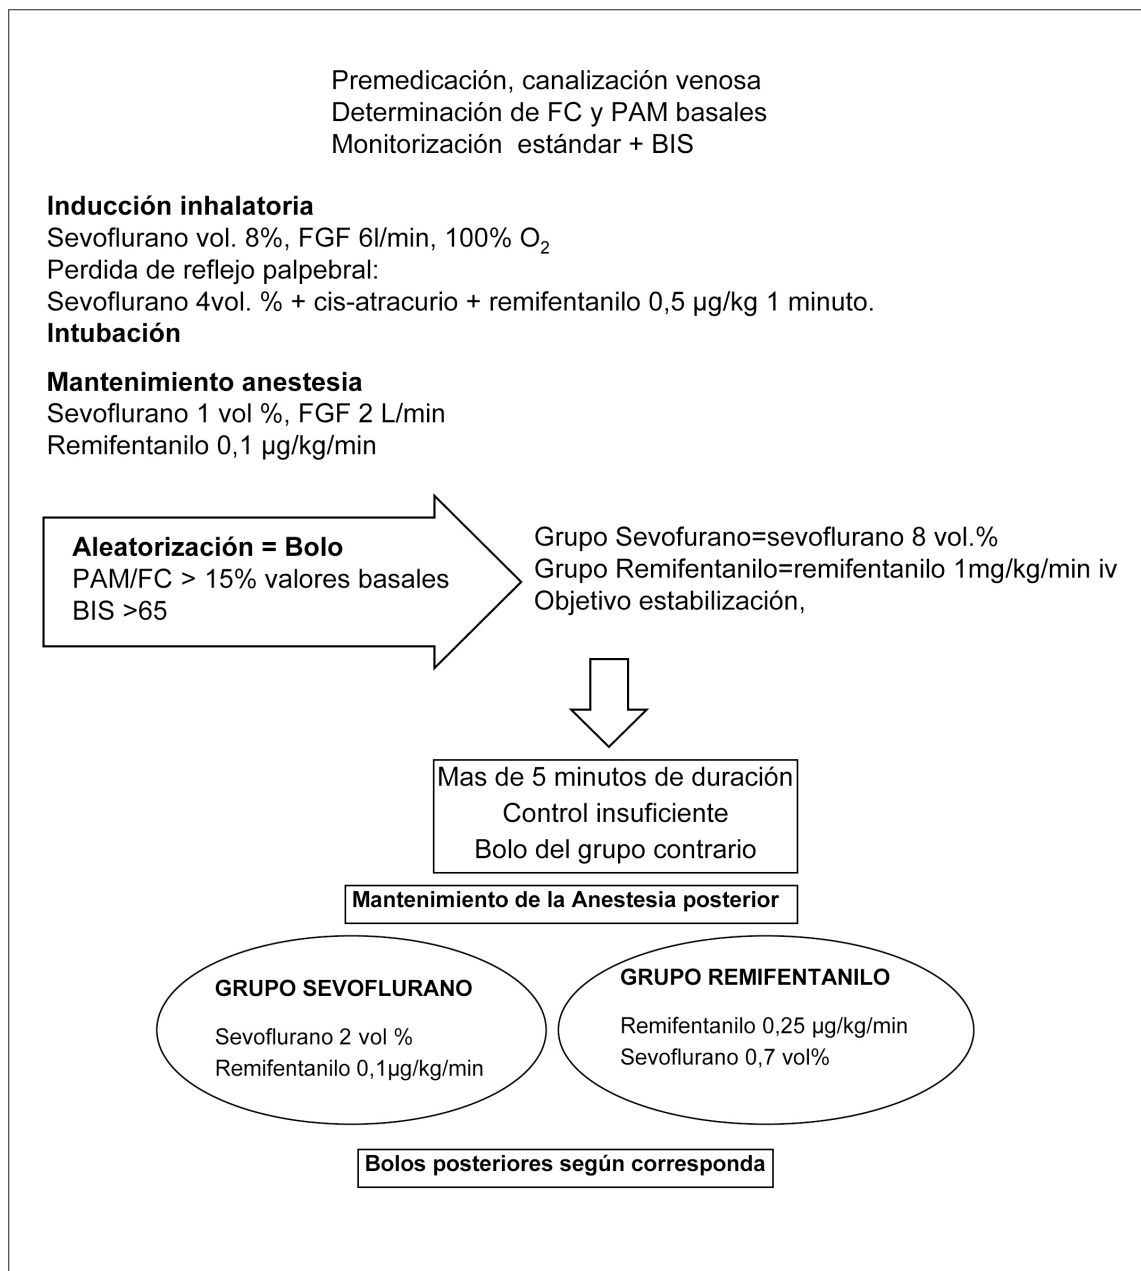 Premedicación, canalización venosa
Determinación de FC y PAM basales
Monitorización estándar + BIS
Inducción inhalatoria
Sevoflurano vol. 8%, FGF 6l/min, 100% O₂
Perdida de reflejo palpebral:
Sevoflurano 4vol. % + cis-atracurio + remifentanilo 0,5 µg/kg 1 minuto.
Intubación
Mantenimiento anestesia
Sevoflurano 1 vol %, FGF 2 L/min
Remifentanilo 0,1 µg/kg/min
Aleatorización = Bolo
PAM/FC > 15% valores basales
BIS >65
Grupo Sevofurano=sevoflurano 8 vol.%
Grupo Remifentanilo=remifentanilo 1mg/kg/min iv
Objetivo estabilización,
Mas de 5 minutos de duración
Control insuficiente
Bolo del grupo contrario
Mantenimiento de la Anestesia posterior
GRUPO SEVOFLURANO
Sevoflurano 2 vol %
Remifentanilo 0,1µg/kg/min
GRUPO REMIFENTANILO
Remifentanilo 0,25 µg/kg/min
Sevoflurano 0,7 vol%
Bolos posteriores según corresponda